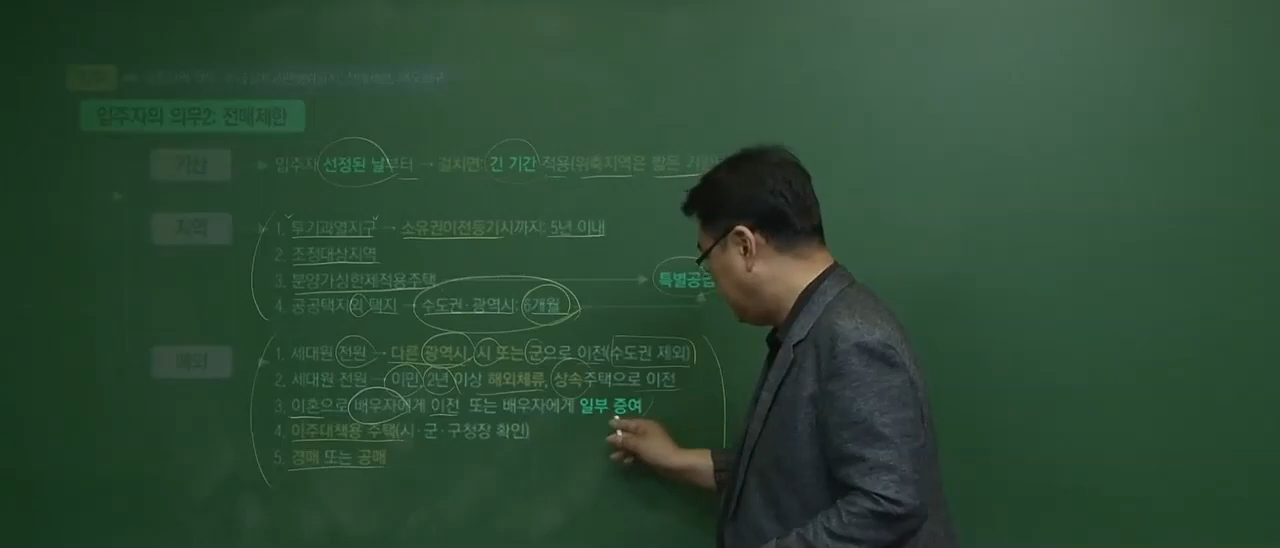 입주자의 의무2: 전매제한
입주자 선정된 날부터 → 걸치면: 긴 기간 적용(위축지역은 짧은
지역
1. 투기과열지구 → 소유권이전등기시까지: 5년 이내
2. 조정대상지역
3. 분양가상한제적용주택 → 특별공급
4. 공공택지외 택지 → 수도권·광역시: 6개월
예외
1. 세대원 전원 → 다른 광역시, 시 또는 군으로 이전(수도권 제외)
2. 세대원 전원 → 이민, 2년 이상 해외체류, 상속주택으로 이전
3. 이혼으로 배우자에게 이전 또는 배우자에게 일부 증여
4. 이주대책용 주택(시·군·구청장 확인)
5. 경매 또는 공매